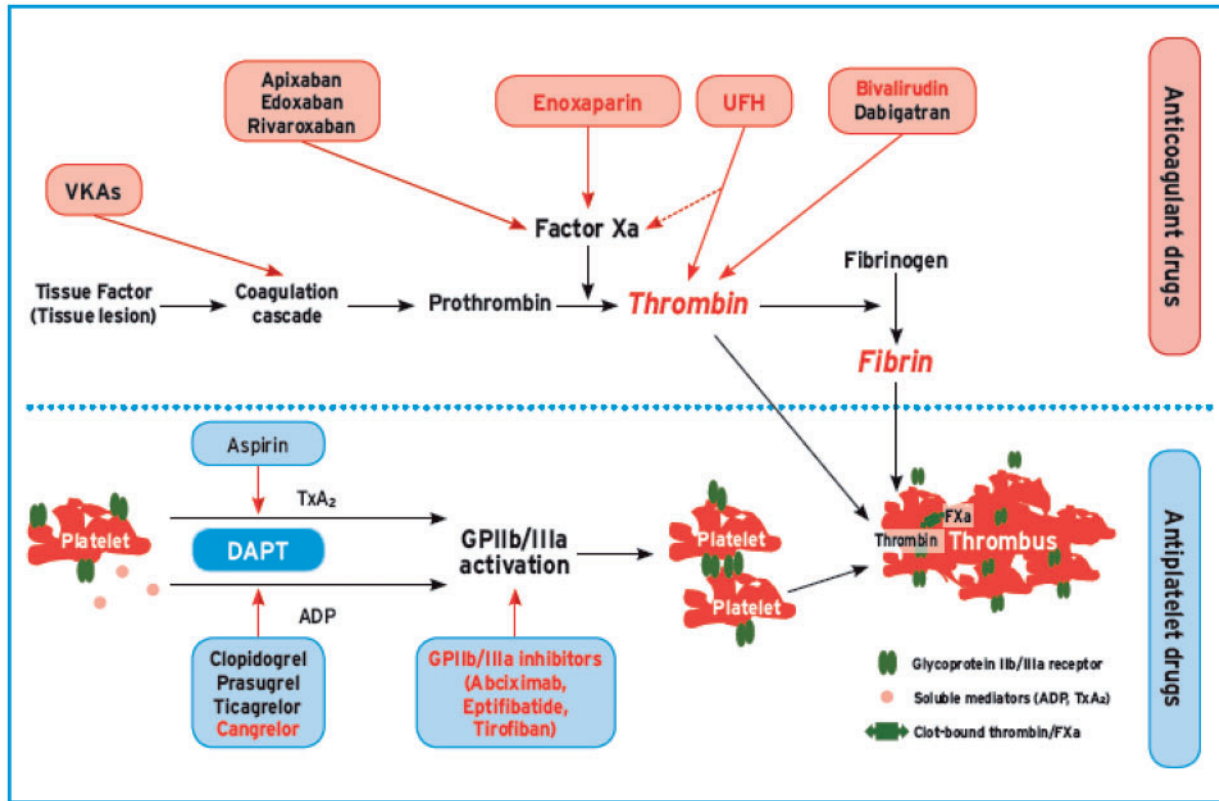 Apixaban
Edoxaban
Rivaroxaban
Enoxaparin
UFH
Bivalirudin
Dabigatran
Anticoagulant drugs
VKAs
Factor Xa
Fibrinogen
Tissue Factor
(Tissue lesion)
Coagulation
cascade
Prothrombin
Thrombin
Fibrin
Aspirin
TxA₂
Platelet
DAPT
GPIIb/IIIa
activation
ADP
Platelet
Platelet
FXa
Thrombin
Thrombus
Clopidogrel
Prasugrel
Ticagrelor
Cangrelor
GPIIb/IIIa inhibitors
(Abciximab,
Eptifibatide,
Tirofiban)
Glycoprotein IIb/IIIa receptor
Soluble mediators (ADP, TxA₂)
Clot-bound thrombin/FXa
Antiplatelet drugs